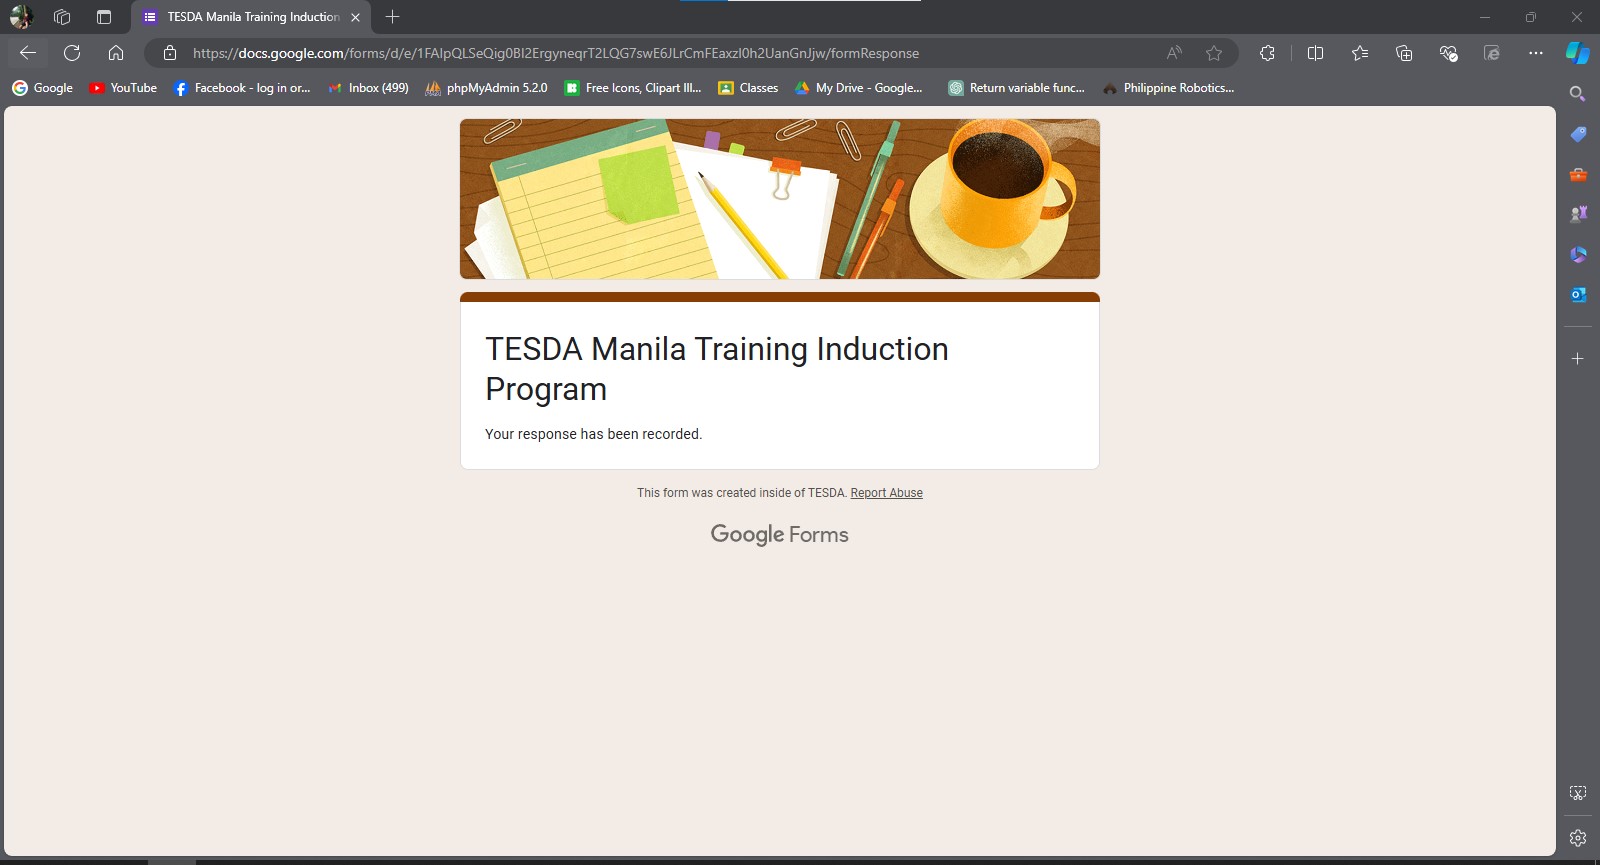 TESDA Manila Training Induction
https://docs.google.com/forms/d/e/1FAIpQLSeQig0BI2ErgyneqrT2LQG7swE6JLrCmFEaxzI0h2UanGnJjw/formResponse
Google YouTube Facebook - log in or... Inbox (499) phpMyAdmin 5.2.0 Free Icons, Clipart Ill... Classes My Drive - Google... Return variable func... Philippine Robotics...
TESDA Manila Training Induction
Program
Your response has been recorded.
This form was created inside of TESDA. Report Abuse
Google Forms